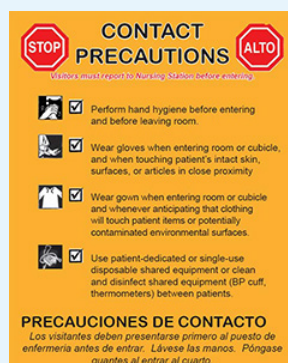 CONTACT
PRECAUTIONS
STOP
ALTO
Visitors must report to Nursing Station before entering.
Perform hand hygiene before entering
and before leaving room.
Wear gloves when entering room or cubicle,
and when touching patient's intact skin,
surfaces, or articles in close proximity
Wear gown when entering room or cubicle
and whenever anticipating that clothing
will touch patient items or potentially
contaminated environmental surfaces.
Use patient-dedicated or single-use
disposable shared equipment or clean
and disinfect shared equipment (BP cuff,
thermometers) between patients.
PRECAUCIONES DE CONTACTO
Los visitantes deben presentarse primero al puesto de
enfermeria antes de entrar. Lávese las manos. Póngase
guantes al entrar al cuarto.